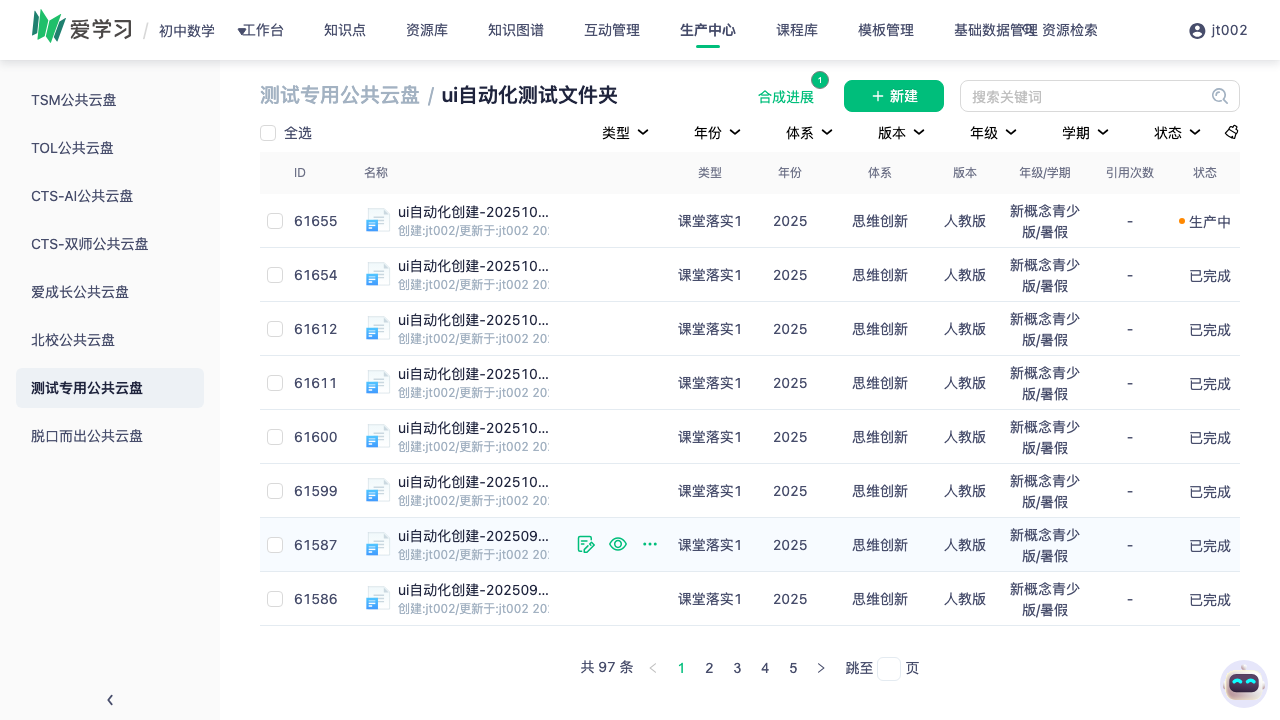 爱学习 / 初中数学 工作台 知识点 资源库 知识图谱 互动管理 生产中心 课程库 模板管理 基础数据管理 资源检索 jt002
TSM公共云盘
TOL公共云盘
CTS-AI公共云盘
CTS-双师公共云盘
爱成长公共云盘
北校公共云盘
测试专用公共云盘
脱口而出公共云盘
测试专用公共云盘 / ui自动化测试文件夹 合成进展 1 + 新建 搜索关键词
全选 类型 年份 体系 版本 年级 学期 状态
ID 名称 类型 年份 体系 版本 年级/学期 引用次数 状态
61655 ui自动化创建-202510... 课堂落实1 2025 思维创新 人教版 新概念青少版/暑假 - 生产中
创建:jt002/更新于:jt002 20
61654 ui自动化创建-202510... 课堂落实1 2025 思维创新 人教版 新概念青少版/暑假 - 已完成
创建:jt002/更新于:jt002 20
61612 ui自动化创建-202510... 课堂落实1 2025 思维创新 人教版 新概念青少版/暑假 - 已完成
创建:jt002/更新于:jt002 20
61611 ui自动化创建-202510... 课堂落实1 2025 思维创新 人教版 新概念青少版/暑假 - 已完成
创建:jt002/更新于:jt002 20
61600 ui自动化创建-202510... 课堂落实1 2025 思维创新 人教版 新概念青少版/暑假 - 已完成
创建:jt002/更新于:jt002 20
61599 ui自动化创建-202510... 课堂落实1 2025 思维创新 人教版 新概念青少版/暑假 - 已完成
创建:jt002/更新于:jt002 20
61587 ui自动化创建-202509... 课堂落实1 2025 思维创新 人教版 新概念青少版/暑假 - 已完成
创建:jt002/更新于:jt002 20
61586 ui自动化创建-202509... 课堂落实1 2025 思维创新 人教版 新概念青少版/暑假 - 已完成
创建:jt002/更新于:jt002 20
共 97 条 1 2 3 4 5 跳至 页